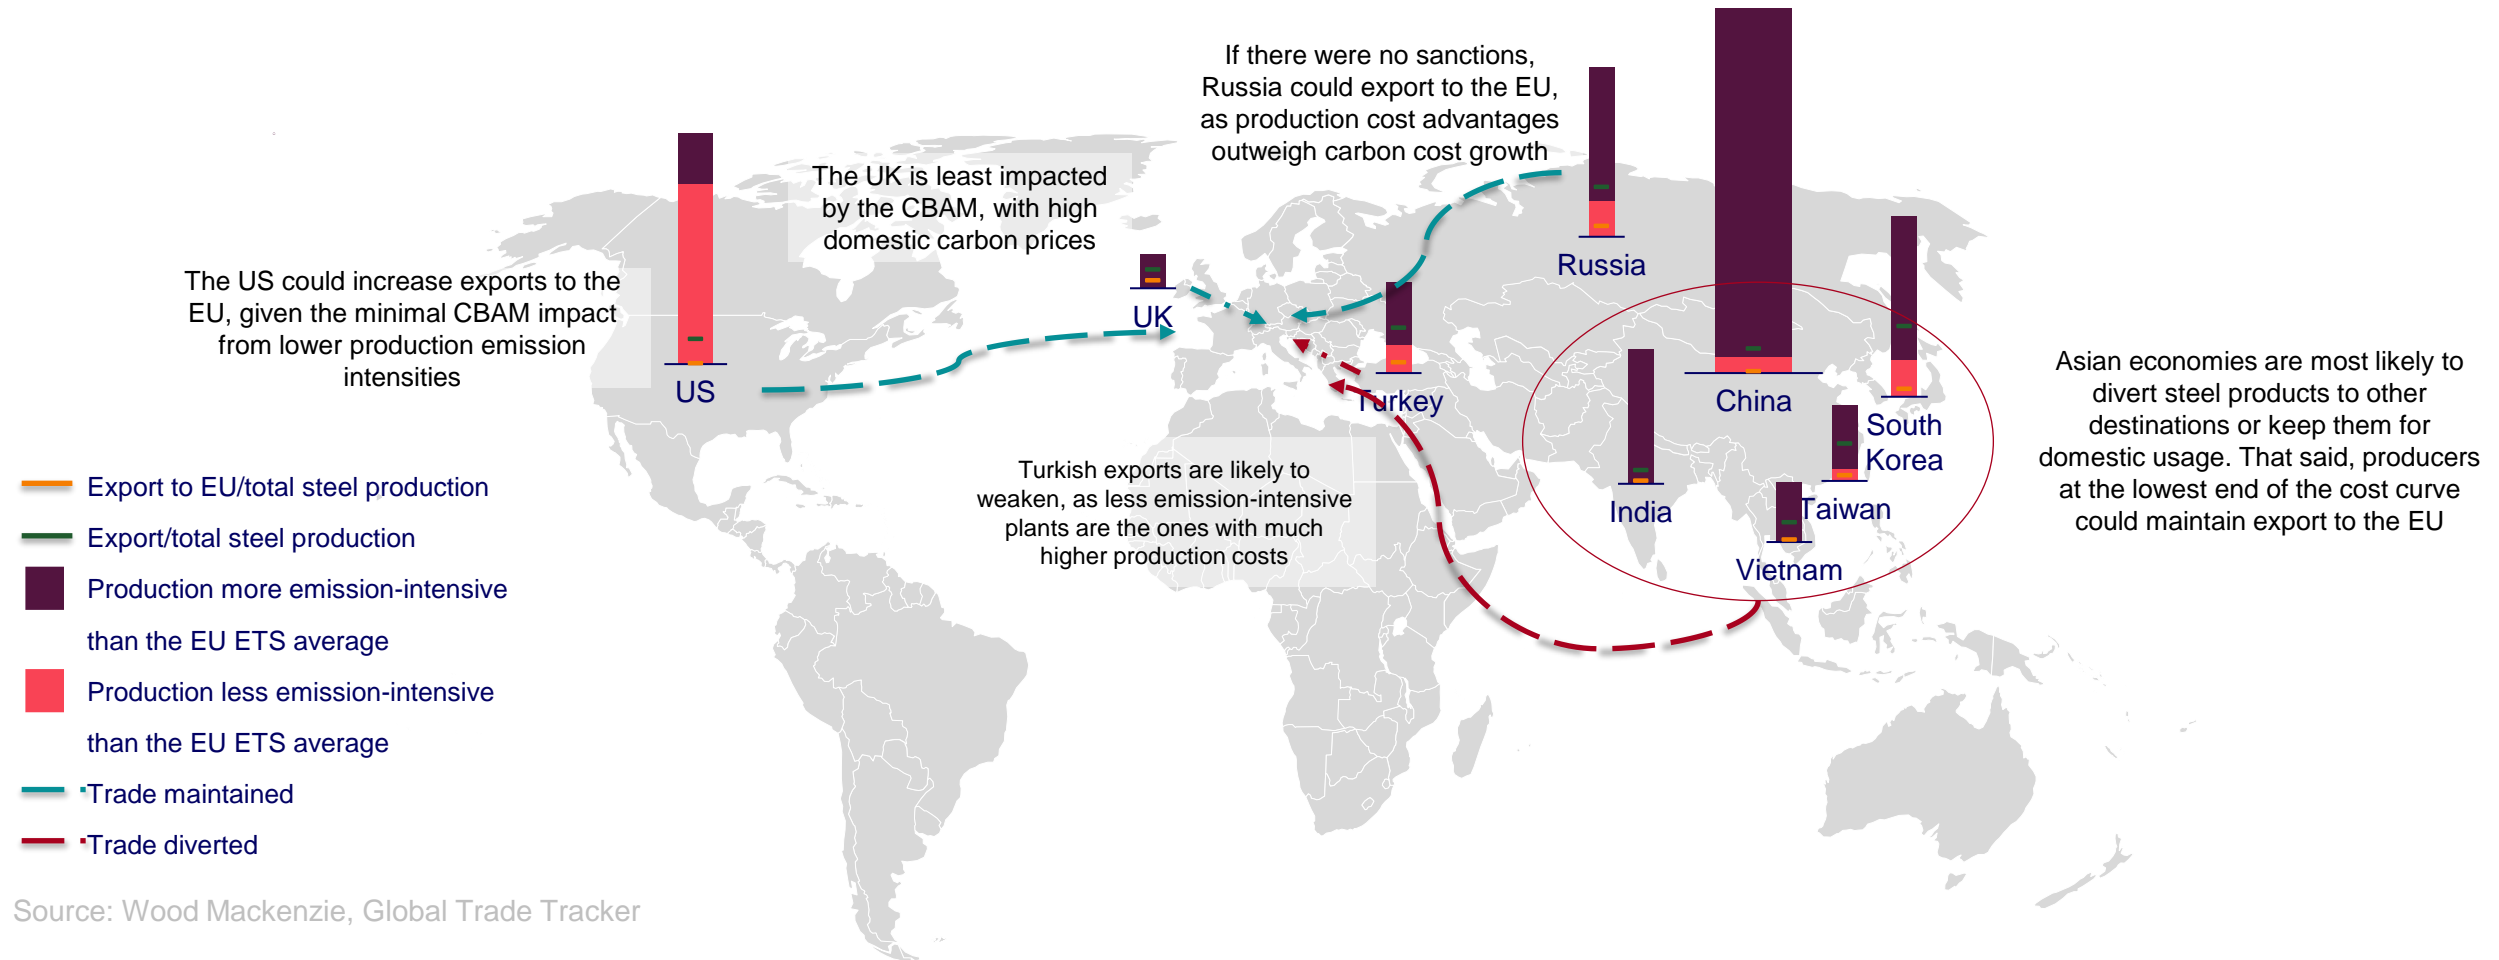 If there were no sanctions,
Russia could export to the EU,
as production cost advantages
outweigh carbon cost growth
The UK is least impacted
by the CBAM, with high
domestic carbon prices
The US could increase exports to the
EU, given the minimal CBAM impact
from lower production emission
intensities
US
UK
Russia
Turkey
China
South
Korea
India
Taiwan
Vietnam
Asian economies are most likely to
divert steel products to other
destinations or keep them for
domestic usage. That said, producers
at the lowest end of the cost curve
could maintain export to the EU
Turkish exports are likely to
weaken, as less emission-intensive
plants are the ones with much
higher production costs
Export to EU/total steel production
Export/total steel production
Production more emission-intensive
than the EU ETS average
Production less emission-intensive
than the EU ETS average
Trade maintained
Trade diverted
Source: Wood Mackenzie, Global Trade Tracker